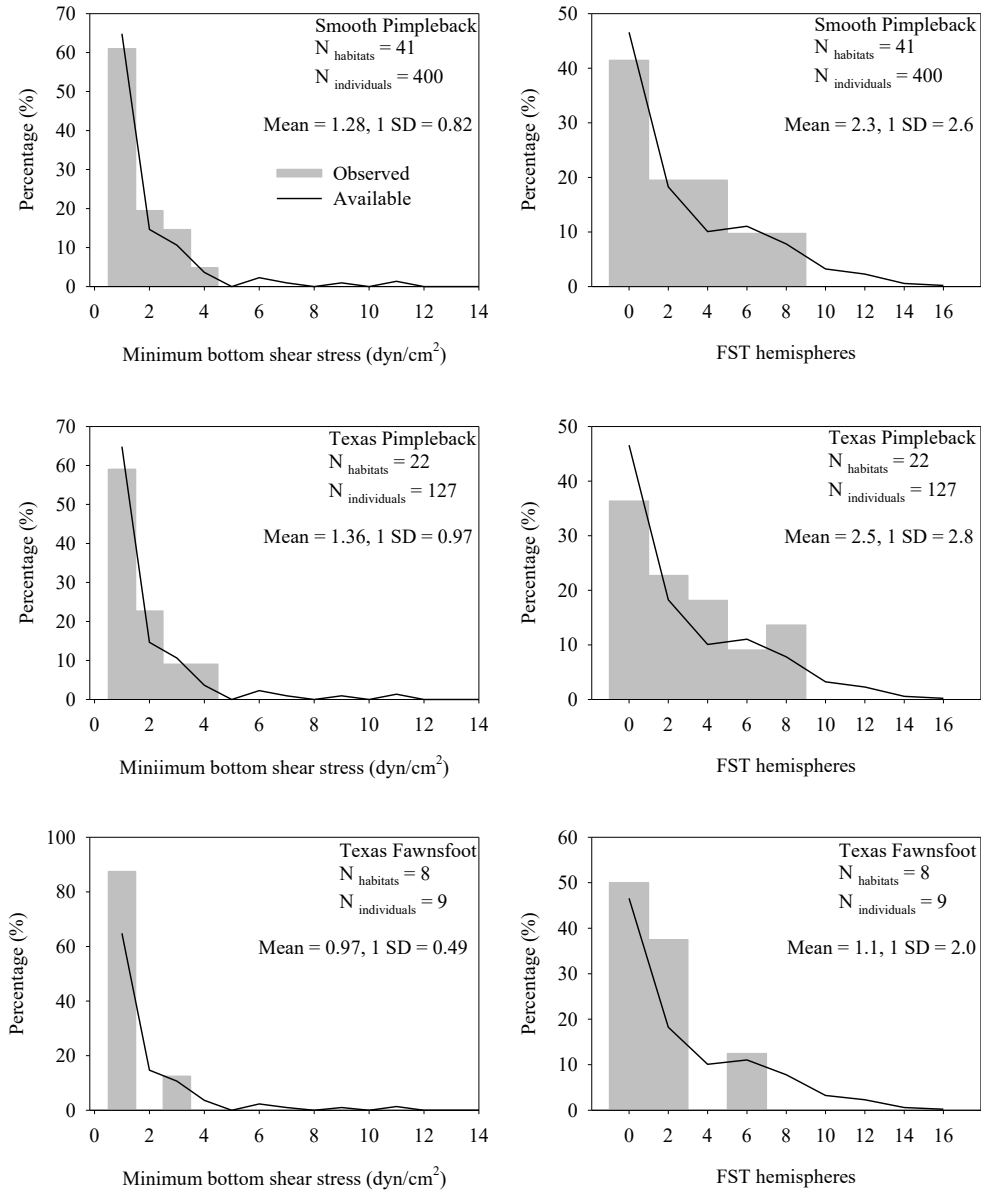 70
60
50
40
30
20
10
0
Percentage (%)
Smooth Pimpleback
N habitats = 41
N individuals = 400
Mean = 1.28, 1 SD = 0.82
Observed
Available
0 2 4 6 8 10 12 14
Minimum bottom shear stress (dyn/cm²)
50
40
30
20
10
0
Percentage (%)
Smooth Pimpleback
N habitats = 41
N individuals = 400
Mean = 2.3, 1 SD = 2.6
0 2 4 6 8 10 12 14 16
FST hemispheres
70
60
50
40
30
20
10
0
Percentage (%)
Texas Pimpleback
N habitats = 22
N individuals = 127
Mean = 1.36, 1 SD = 0.97
0 2 4 6 8 10 12 14
Miniimum bottom shear stress (dyn/cm²)
50
40
30
20
10
0
Percentage (%)
Texas Pimpleback
N habitats = 22
N individuals = 127
Mean = 2.5, 1 SD = 2.8
0 2 4 6 8 10 12 14 16
FST hemispheres
100
80
60
40
20
0
Percentage (%)
Texas Fawnsfoot
N habitats = 8
N individuals = 9
Mean = 0.97, 1 SD = 0.49
0 2 4 6 8 10 12 14
Minimum bottom shear stress (dyn/cm²)
60
50
40
30
20
10
0
Percentage (%)
Texas Fawnsfoot
N habitats = 8
N individuals = 9
Mean = 1.1, 1 SD = 2.0
0 2 4 6 8 10 12 14 16
FST hemispheres